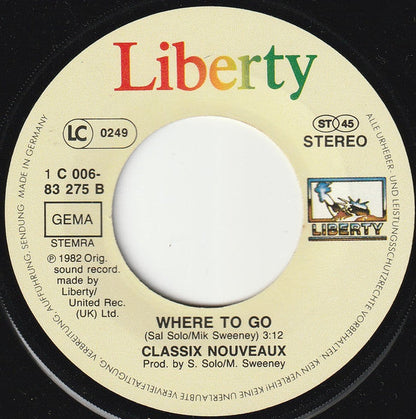 Liberty
LC 0249
ST 45
STEREO
1 C 006-
83 275 B
GEMA
STEMRA
℗ 1982 Orig.
sound record.
made by
Liberty/
United Rec.
(UK) Ltd.
LIBERTY
WHERE TO GO
(Sal Solo/Mik Sweeney) 3:12
CLASSIX NOUVEAUX
Prod. by S. Solo/M. Sweeney
ALLE URHEBER- UND LEISTUNGSSCHUTZRECHTE VORBEHALTEN · KEIN VERLEIH! KEINE UNERLAUBTE VERVIELFÄLTIGUNG, VERMIETUNG, AUFFÜHRUNG, SENDUNG · MADE IN GERMANY